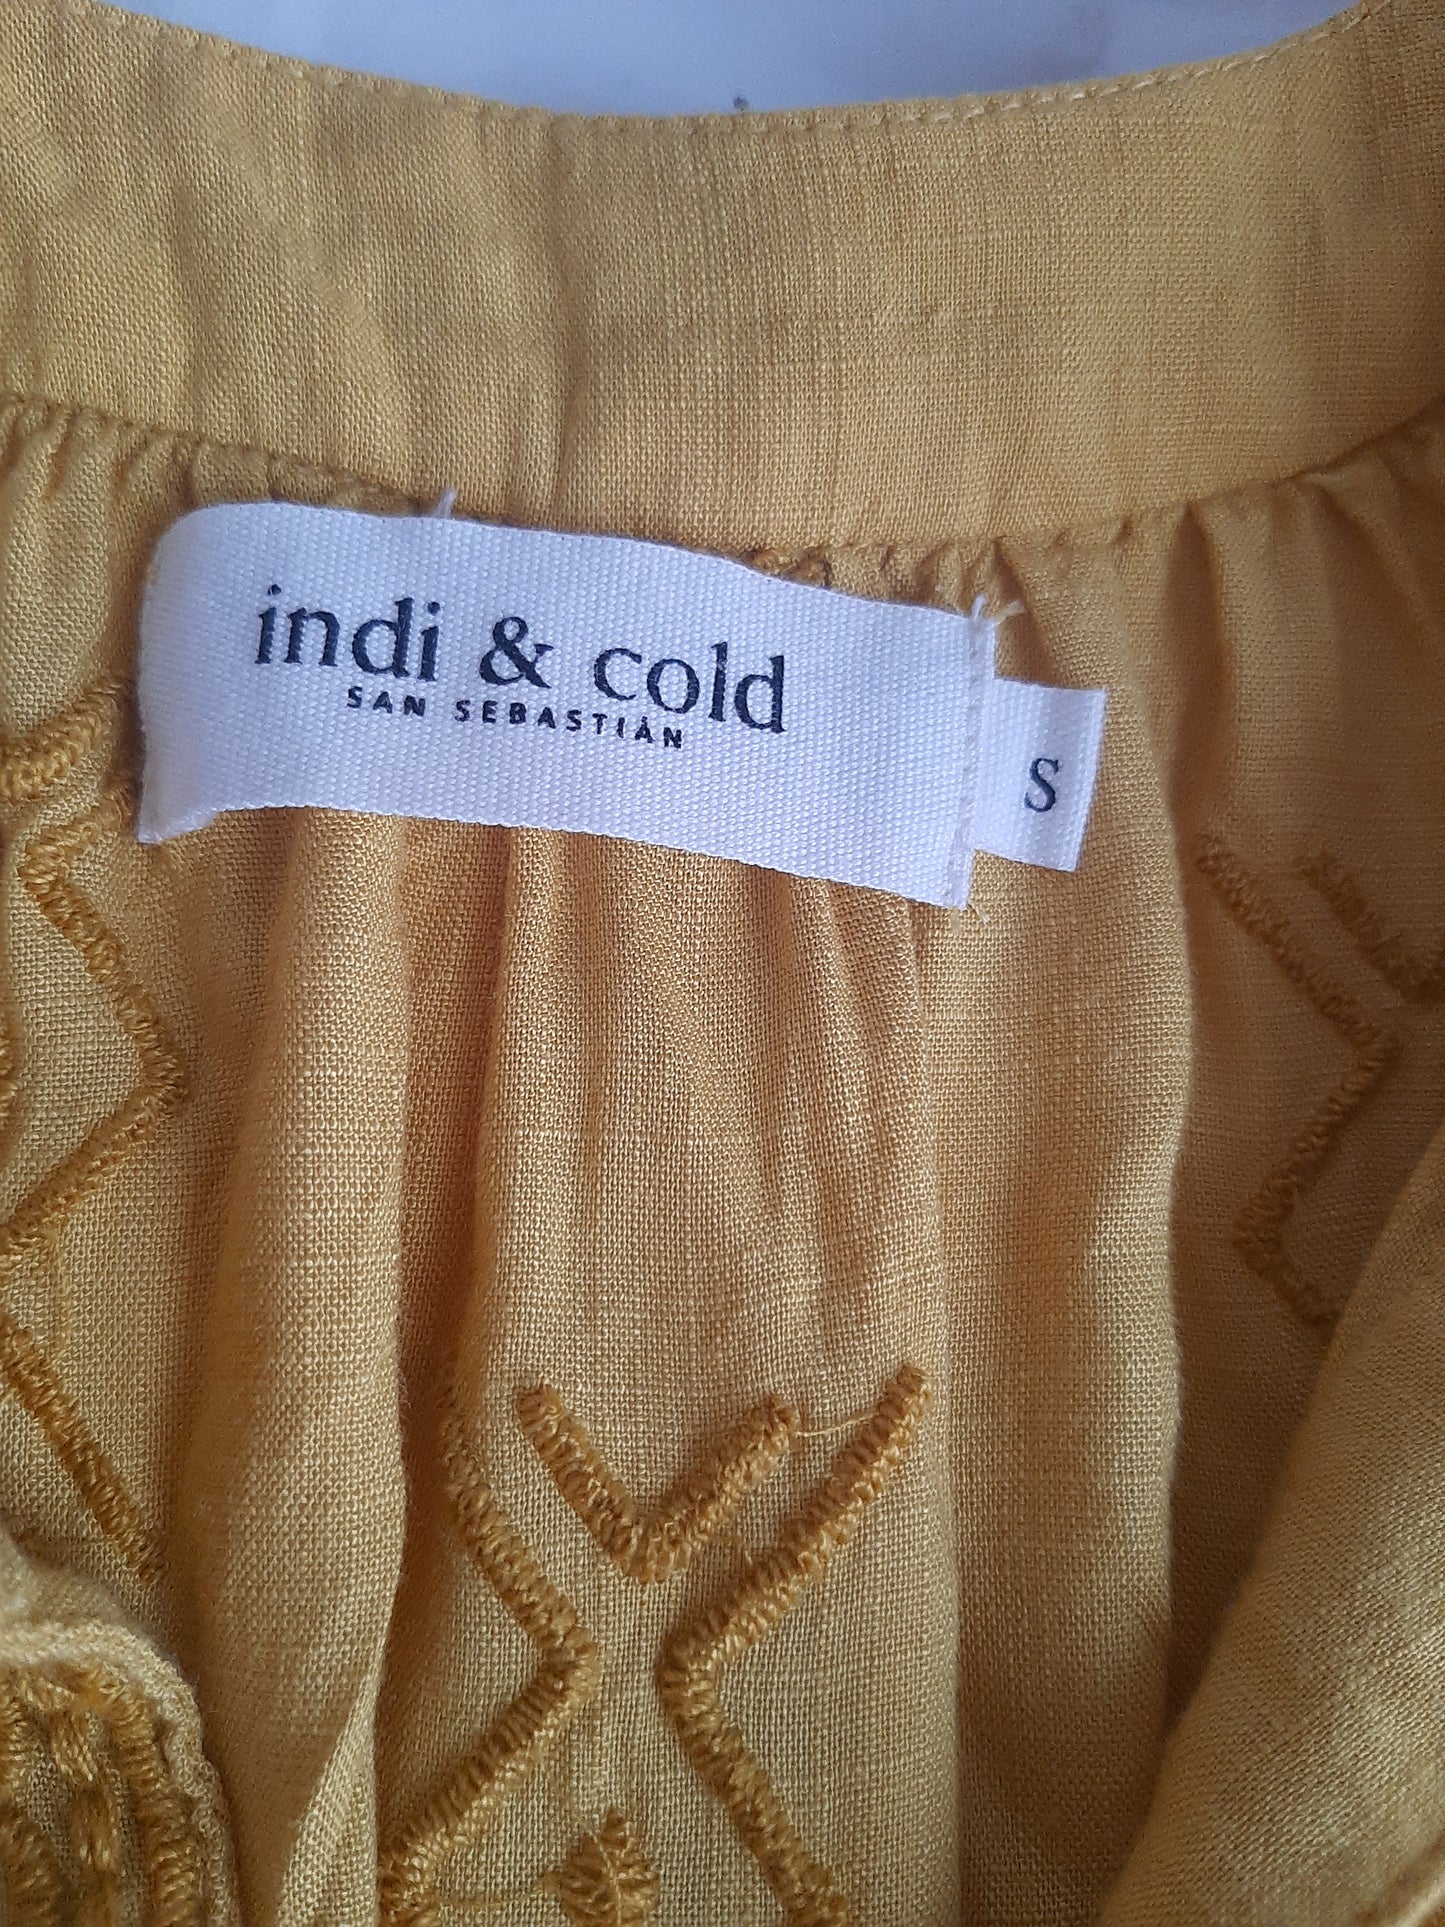 indi & cold
SAN SEBASTIÁN
S